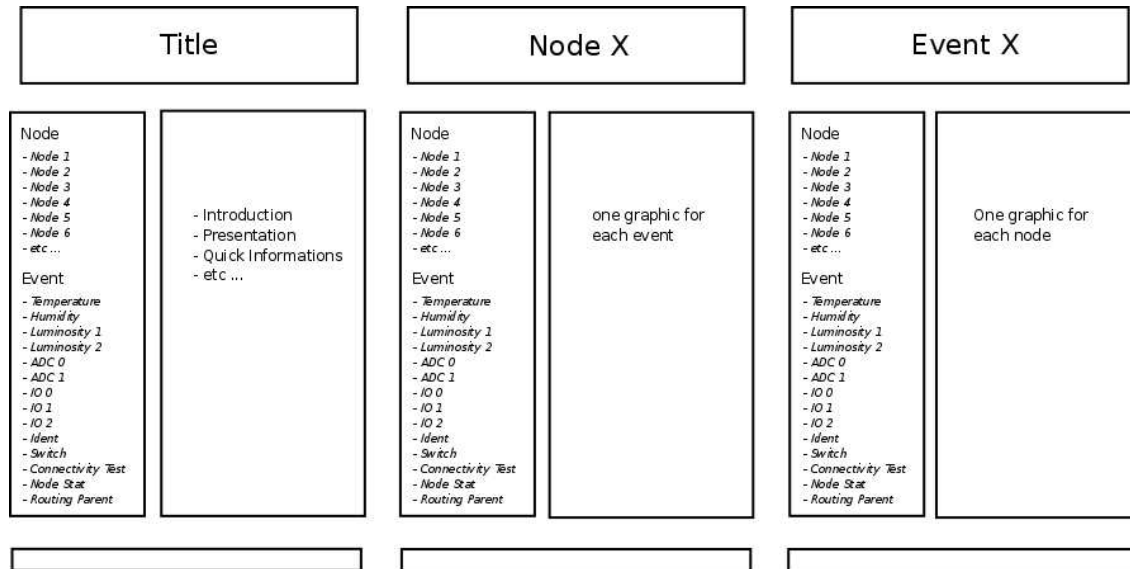 Title
Node
- Node 1
- Node 2
- Node 3
- Node 4
- Node 5
- Node 6
- etc ...
Event
- Temperature
- Humidity
- Luminosity 1
- Luminosity 2
- ADC 0
- ADC 1
- IO 0
- IO 1
- IO 2
- Ident
- Switch
- Connectivity Test
- Node Stat
- Routing Parent
- Introduction
- Presentation
- Quick Informations
- etc ...
Node X
Node
- Node 1
- Node 2
- Node 3
- Node 4
- Node 5
- Node 6
- etc ...
Event
- Temperature
- Humidity
- Luminosity 1
- Luminosity 2
- ADC 0
- ADC 1
- IO 0
- IO 1
- IO 2
- Ident
- Switch
- Connectivity Test
- Node Stat
- Routing Parent
one graphic for
each event
Event X
Node
- Node 1
- Node 2
- Node 3
- Node 4
- Node 5
- Node 6
- etc ...
Event
- Temperature
- Humidity
- Luminosity 1
- Luminosity 2
- ADC 0
- ADC 1
- IO 0
- IO 1
- IO 2
- Ident
- Switch
- Connectivity Test
- Node Stat
- Routing Parent
One graphic for
each node